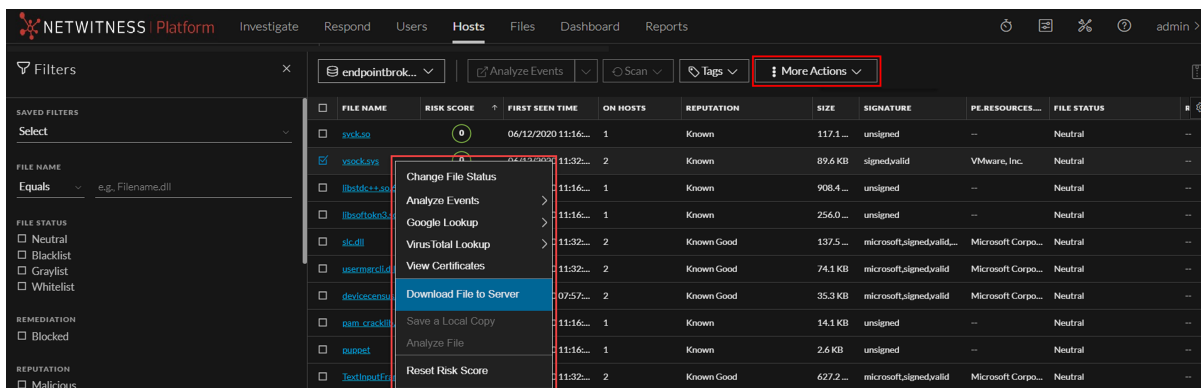 NETWITNESS | Platform Investigate Respond Users Hosts Files Dashboard Reports admin >
Filters
endpointbrok... Analyze Events Scan Tags More Actions
SAVED FILTERS
Select
FILE NAME
Equals e.g., Filename.dll
FILE STATUS
Neutral
Blacklist
Graylist
Whitelist
REMEDIATION
Blocked
REPUTATION
Malicious
FILE NAME RISK SCORE FIRST SEEN TIME ON HOSTS REPUTATION SIZE SIGNATURE PE.RESOURCES.... FILE STATUS
syck.so 0 06/12/2020 11:16:... 1 Known 117.1 ... unsigned -- Neutral --
vsock.sys 0 06/12/2020 11:32:... 2 Known 89.6 KB signed,valid VMware, Inc. Neutral --
libstdc++.so.6 11:16:... 1 Known 908.4 ... unsigned -- Neutral --
libsoftokn3.s 11:16:... 1 Known 256.0 ... unsigned -- Neutral --
slc.dll 11:32:... 2 Known Good 137.5 ... microsoft,signed,valid,... Microsoft Corpo... Neutral --
usermgrcli.d 11:32:... 2 Known Good 74.1 KB microsoft,signed,valid Microsoft Corpo... Neutral --
devicecensu 07:57:... 2 Known Good 35.3 KB microsoft,signed,valid Microsoft Corpo... Neutral --
pam_cracklib. 11:16:... 1 Known 14.1 KB unsigned -- Neutral --
puppet 11:16:... 1 Known 2.6 KB unsigned -- Neutral --
TextInputFra 11:32:... 2 Known Good 627.2 ... microsoft,signed,valid Microsoft Corpo... Neutral --
Change File Status
Analyze Events
Google Lookup
VirusTotal Lookup
View Certificates
Download File to Server
Save a Local Copy
Analyze File
Reset Risk Score